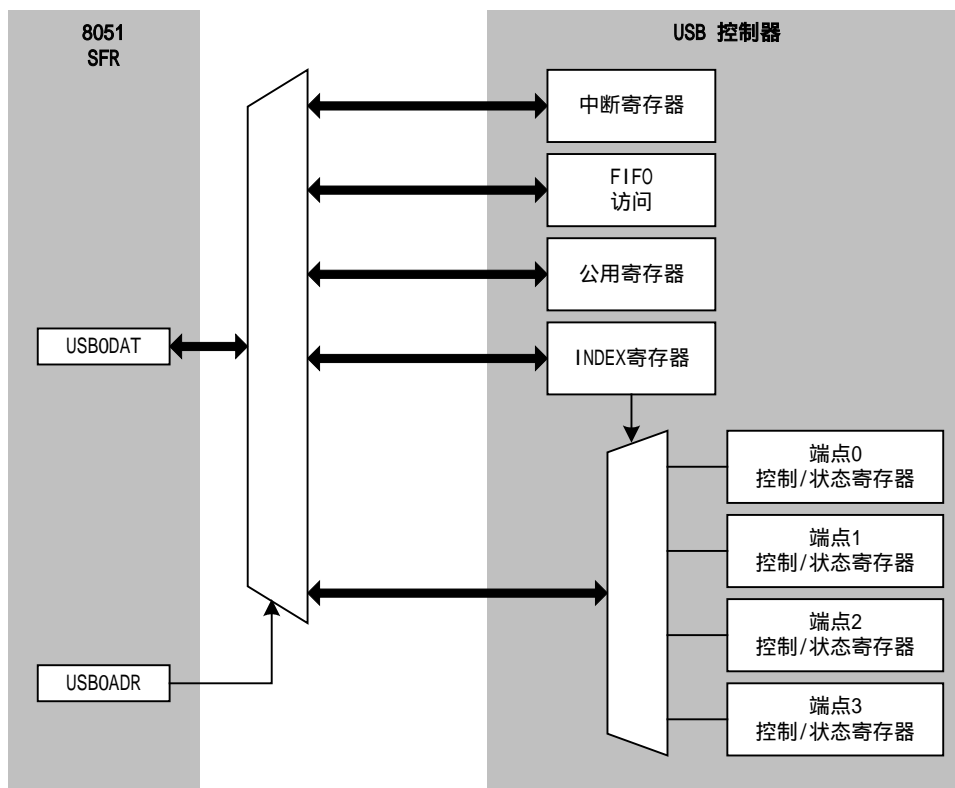 8051
SFR
USB 控制器
中断寄存器
FIFO
访问
公用寄存器
USB0DAT
INDEX寄存器
端点0
控制/状态寄存器
端点1
控制/状态寄存器
端点2
控制/状态寄存器
USB0ADR
端点3
控制/状态寄存器